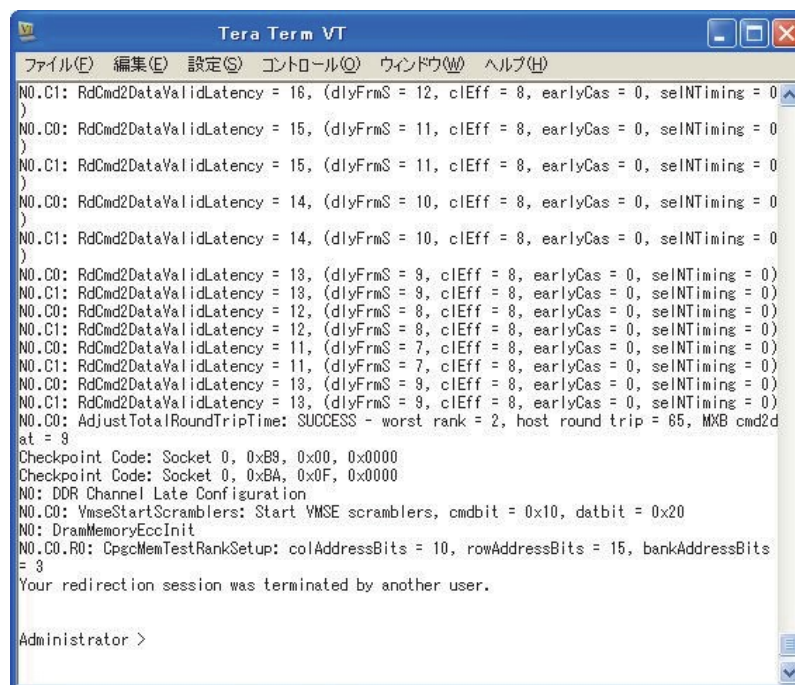 Tera Term VT
ファイル(F) 編集(E) 設定(S) コントロール(O) ウィンドウ(W) ヘルプ(H)
N0.C1: RdCmd2DataValidLatency = 16, (dlyFrmS = 12, clEff = 8, earlyCas = 0, selNTiming = 0
)
N0.C0: RdCmd2DataValidLatency = 15, (dlyFrmS = 11, clEff = 8, earlyCas = 0, selNTiming = 0
)
N0.C1: RdCmd2DataValidLatency = 15, (dlyFrmS = 11, clEff = 8, earlyCas = 0, selNTiming = 0
)
N0.C0: RdCmd2DataValidLatency = 14, (dlyFrmS = 10, clEff = 8, earlyCas = 0, selNTiming = 0
)
N0.C1: RdCmd2DataValidLatency = 14, (dlyFrmS = 10, clEff = 8, earlyCas = 0, selNTiming = 0
)
N0.C0: RdCmd2DataValidLatency = 13, (dlyFrmS = 9, clEff = 8, earlyCas = 0, selNTiming = 0)
N0.C1: RdCmd2DataValidLatency = 13, (dlyFrmS = 9, clEff = 8, earlyCas = 0, selNTiming = 0)
N0.C0: RdCmd2DataValidLatency = 12, (dlyFrmS = 8, clEff = 8, earlyCas = 0, selNTiming = 0)
N0.C1: RdCmd2DataValidLatency = 12, (dlyFrmS = 8, clEff = 8, earlyCas = 0, selNTiming = 0)
N0.C0: RdCmd2DataValidLatency = 11, (dlyFrmS = 7, clEff = 8, earlyCas = 0, selNTiming = 0)
N0.C1: RdCmd2DataValidLatency = 11, (dlyFrmS = 7, clEff = 8, earlyCas = 0, selNTiming = 0)
N0.C0: RdCmd2DataValidLatency = 13, (dlyFrmS = 9, clEff = 8, earlyCas = 0, selNTiming = 0)
N0.C1: RdCmd2DataValidLatency = 13, (dlyFrmS = 9, clEff = 8, earlyCas = 0, selNTiming = 0)
N0.C0: AdjustTotalRoundTripTime: SUCCESS - worst rank = 2, host round trip = 65, MXB cmd2d
at = 9
Checkpoint Code: Socket 0, 0xB9, 0x00, 0x0000
Checkpoint Code: Socket 0, 0xBA, 0x0F, 0x0000
N0: DDR Channel Late Configuration
N0.C0: VmseStartScramblers: Start VMSE scramblers, cmdbit = 0x10, datbit = 0x20
N0: DramMemoryEccInit
N0.C0.R0: CpgcMemTestRankSetup: colAddressBits = 10, rowAddressBits = 15, bankAddressBits
= 3
Your redirection session was terminated by another user.
Administrator >